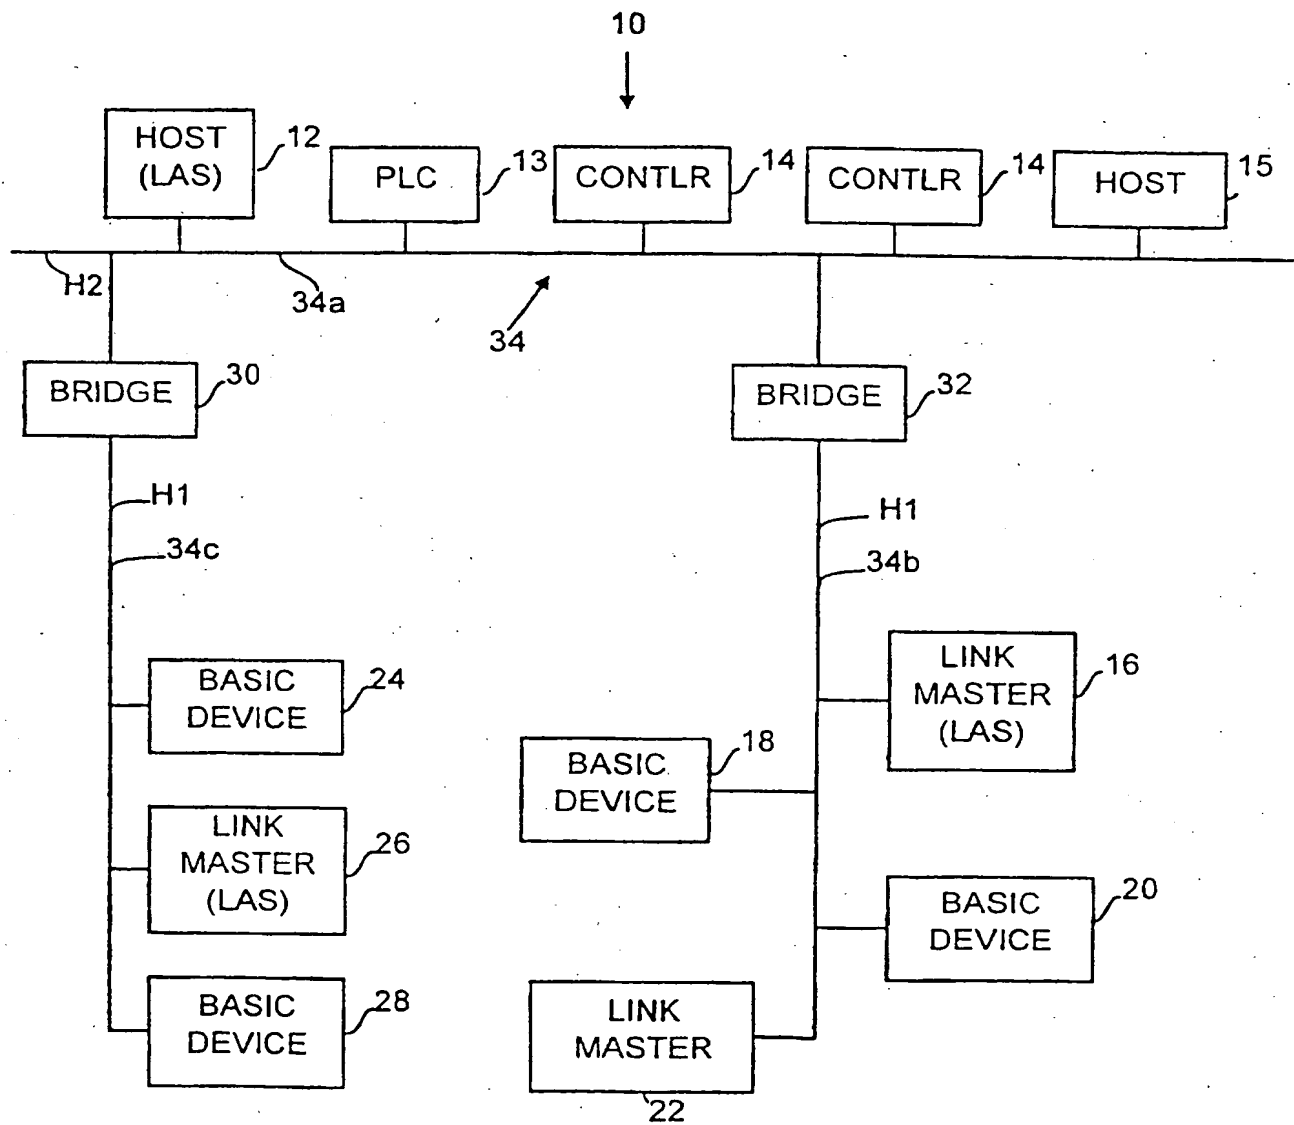 10
HOST
(LAS)
12
PLC
13
CONTLR
14
CONTLR
14
HOST
15
H2
34a
34
BRIDGE
30
BRIDGE
32
H1
34c
H1
34b
BASIC
DEVICE
24
LINK
MASTER
(LAS)
16
BASIC
DEVICE
18
LINK
MASTER
(LAS)
26
BASIC
DEVICE
20
BASIC
DEVICE
28
LINK
MASTER
22